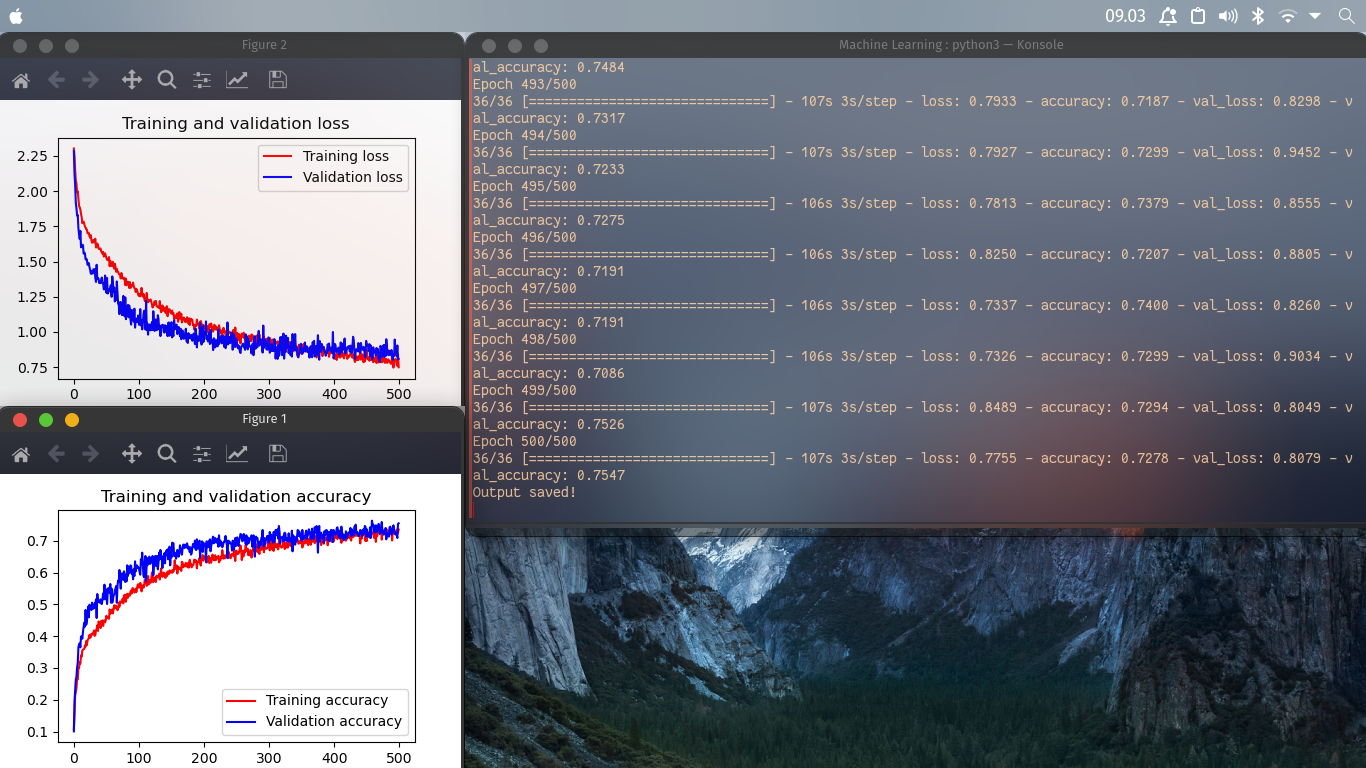 09.03
Figure 2
Training and validation loss
Training loss
Validation loss
2.25
2.00
1.75
1.50
1.25
1.00
0.75
0 100 200 300 400 500
Figure 1
Training and validation accuracy
0.7
0.6
0.5
0.4
0.3
0.2
0.1
Training accuracy
Validation accuracy
0 100 200 300 400 500
Machine Learning : python3 — Konsole
al_accuracy: 0.7484
Epoch 493/500
36/36 [==============================] - 107s 3s/step - loss: 0.7933 - accuracy: 0.7187 - val_loss: 0.8298 - v
al_accuracy: 0.7317
Epoch 494/500
36/36 [==============================] - 107s 3s/step - loss: 0.7927 - accuracy: 0.7299 - val_loss: 0.9452 - v
al_accuracy: 0.7233
Epoch 495/500
36/36 [==============================] - 106s 3s/step - loss: 0.7813 - accuracy: 0.7379 - val_loss: 0.8555 - v
al_accuracy: 0.7275
Epoch 496/500
36/36 [==============================] - 106s 3s/step - loss: 0.8250 - accuracy: 0.7207 - val_loss: 0.8805 - v
al_accuracy: 0.7191
Epoch 497/500
36/36 [==============================] - 106s 3s/step - loss: 0.7337 - accuracy: 0.7400 - val_loss: 0.8260 - v
al_accuracy: 0.7191
Epoch 498/500
36/36 [==============================] - 106s 3s/step - loss: 0.7326 - accuracy: 0.7299 - val_loss: 0.9034 - v
al_accuracy: 0.7086
Epoch 499/500
36/36 [==============================] - 107s 3s/step - loss: 0.8489 - accuracy: 0.7294 - val_loss: 0.8049 - v
al_accuracy: 0.7526
Epoch 500/500
36/36 [==============================] - 107s 3s/step - loss: 0.7755 - accuracy: 0.7278 - val_loss: 0.8079 - v
al_accuracy: 0.7547
Output saved!